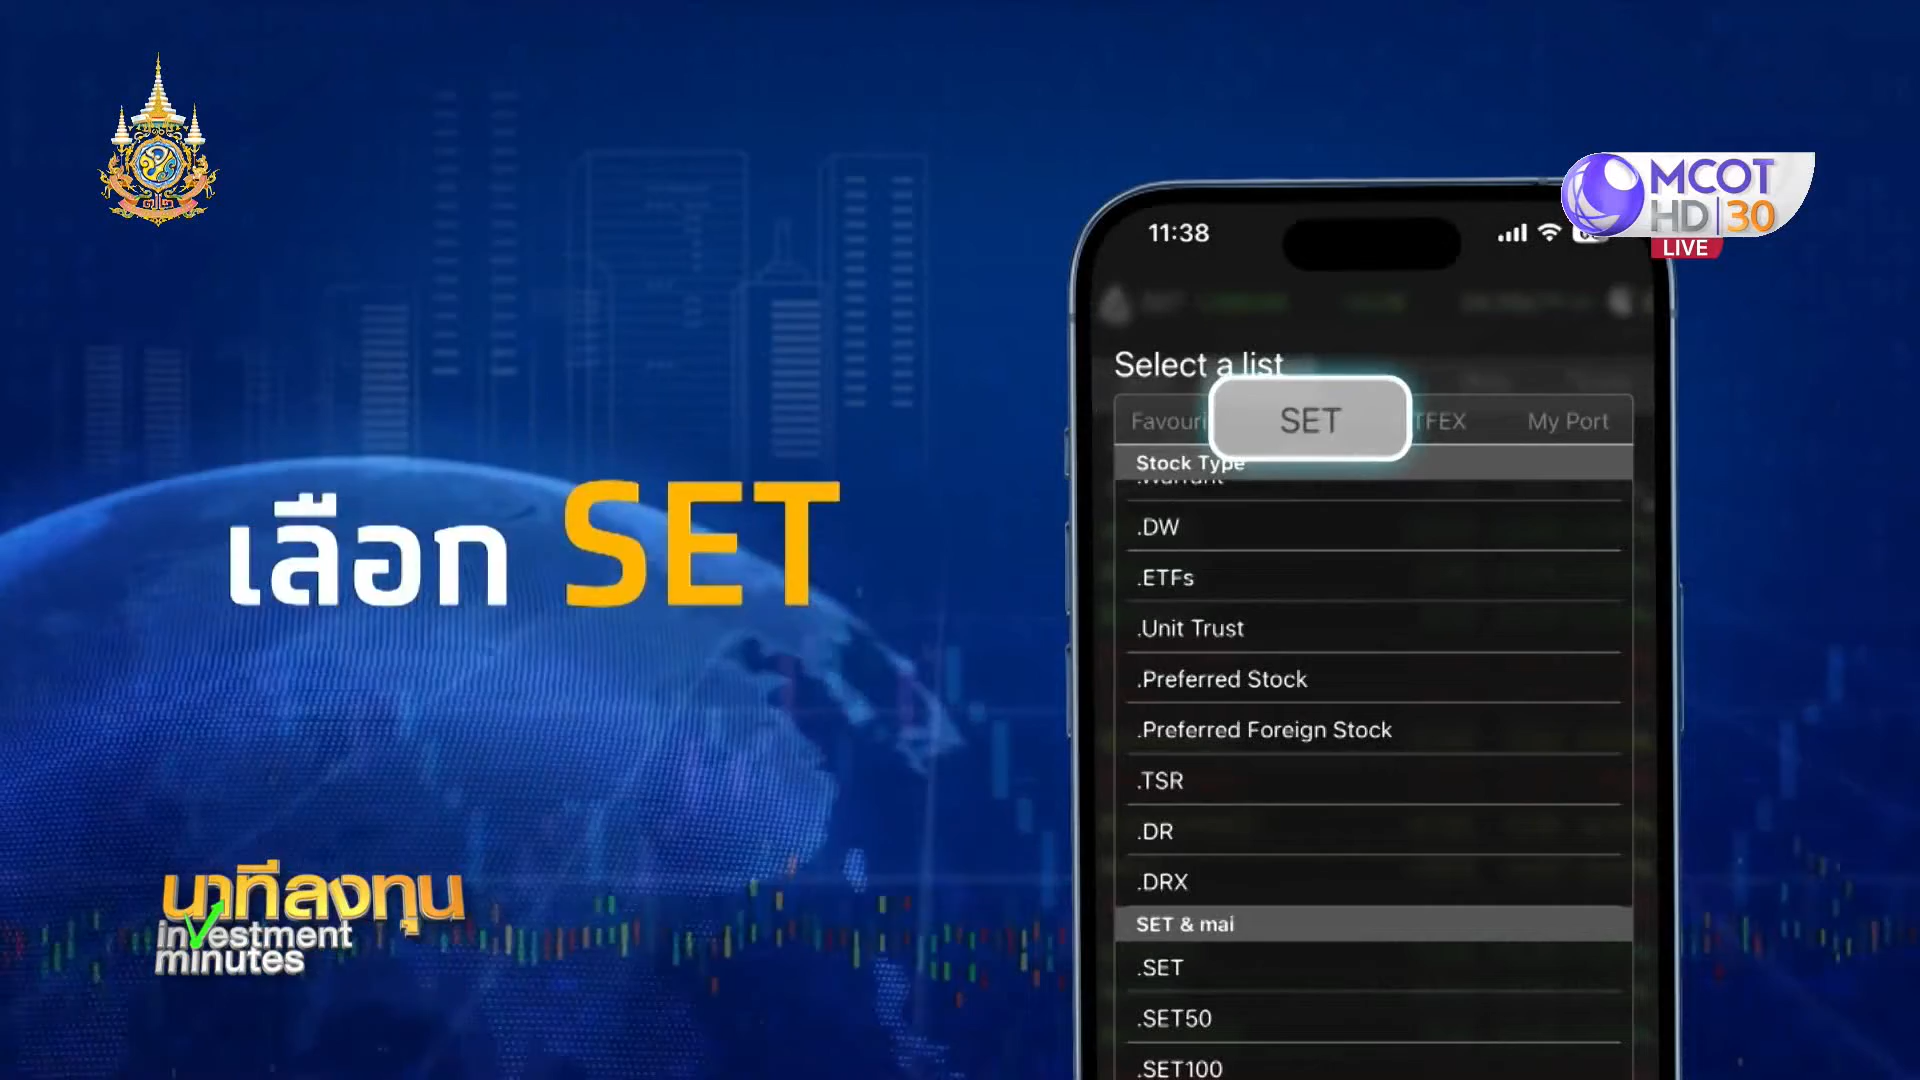 MCOT
HD 30
LIVE
11:38
Select a list
SET
TFEX
My Port
Stock Type
.Warrant
.DW
.ETFs
.Unit Trust
.Preferred Stock
.Preferred Foreign Stock
.TSR
.DR
.DRX
SET & mai
.SET
.SET50
.SET100
เลือก SET
นาทีลงทุน
investment
minutes